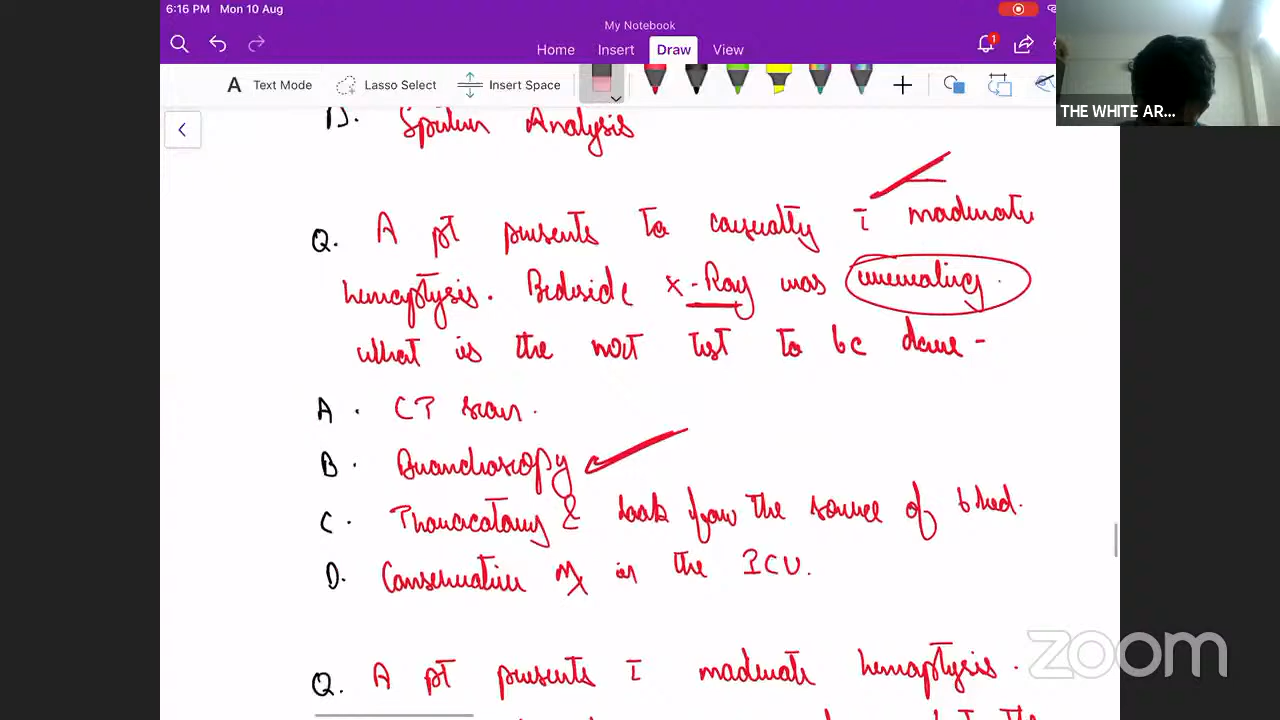 6:16 PM Mon 10 Aug
My Notebook
Home Insert Draw View
1
A Text Mode Lasso Select Insert Space
THE WHITE AR...
D. Sputum Analysis
Q. A pt presents to casualty c̄ moderate
hemoptysis. Bedside X-Ray was unrevealing.
What is the next test to be done -
A. CT scan.
B. Bronchoscopy
C. Thoracotomy & look for the source of bleed.
D. Conservative Mx in the ICU.
zoom
Q. A pt presents c̄ moderate hemoptysis.